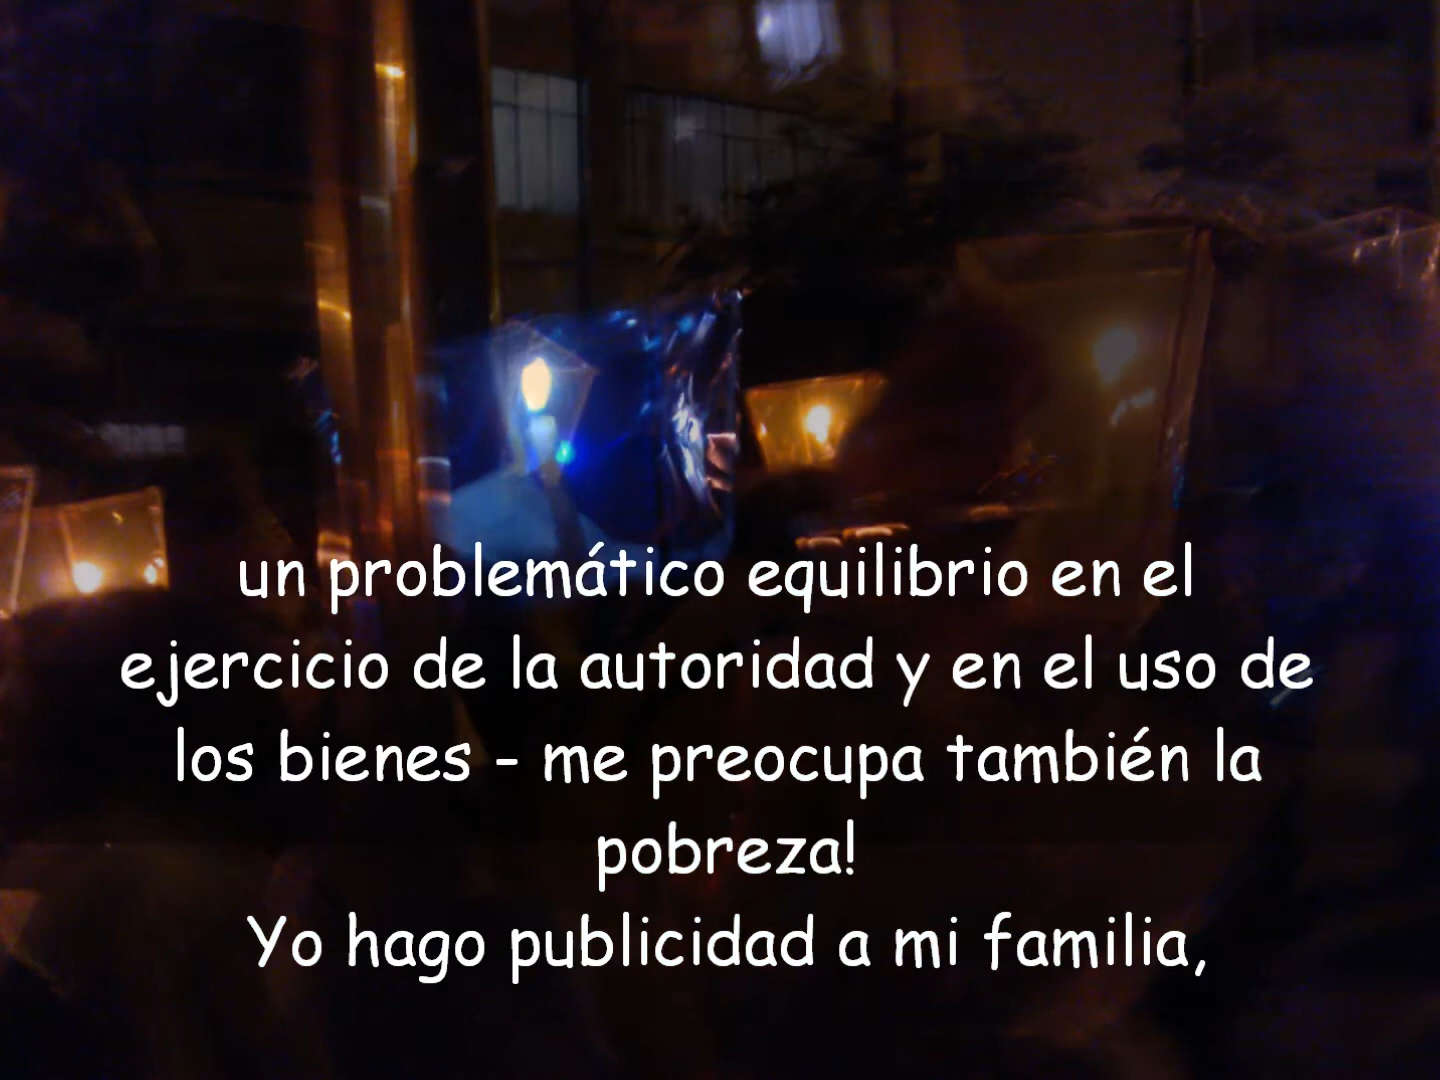 un problemático equilibrio en el
ejercicio de la autoridad y en el uso de
los bienes - me preocupa también la
pobreza!
Yo hago publicidad a mi familia,